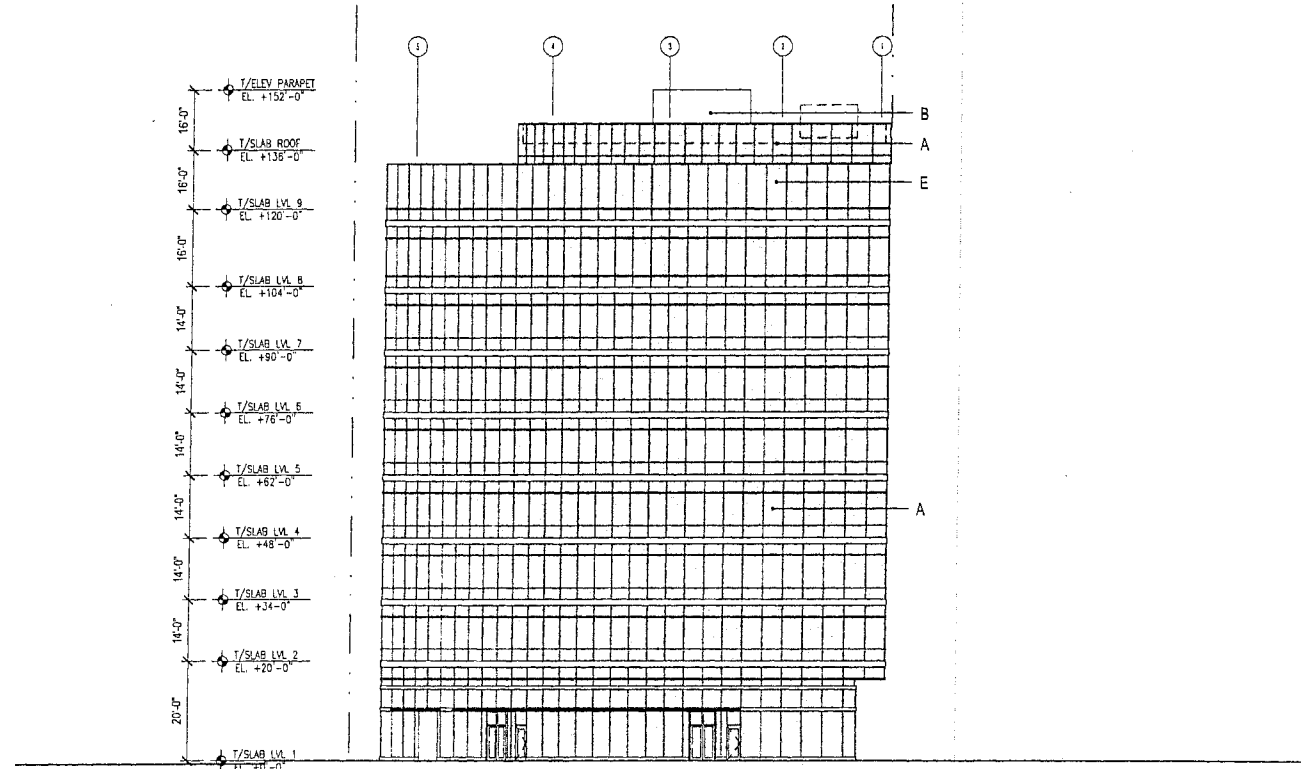 5 4 3 2 1
T/ELEV PARAPET
EL. +152'-0"
B
16'-0"
A
T/SLAB ROOF
EL. +136'-0"
16'-0"
E
T/SLAB LVL 9
EL. +120'-0"
16'-0"
T/SLAB LVL 8
EL. +104'-0"
14'-0"
T/SLAB LVL 7
EL. +90'-0"
14'-0"
T/SLAB LVL 6
EL. +76'-0"
14'-0"
T/SLAB LVL 5
EL. +62'-0"
14'-0"
A
T/SLAB LVL 4
EL. +48'-0"
14'-0"
T/SLAB LVL 3
EL. +34-0"
14'-0"
T/SLAB LVL 2
EL. +20'-0"
20'-0"
T/SLAB LVL 1
EL. +0'-0"